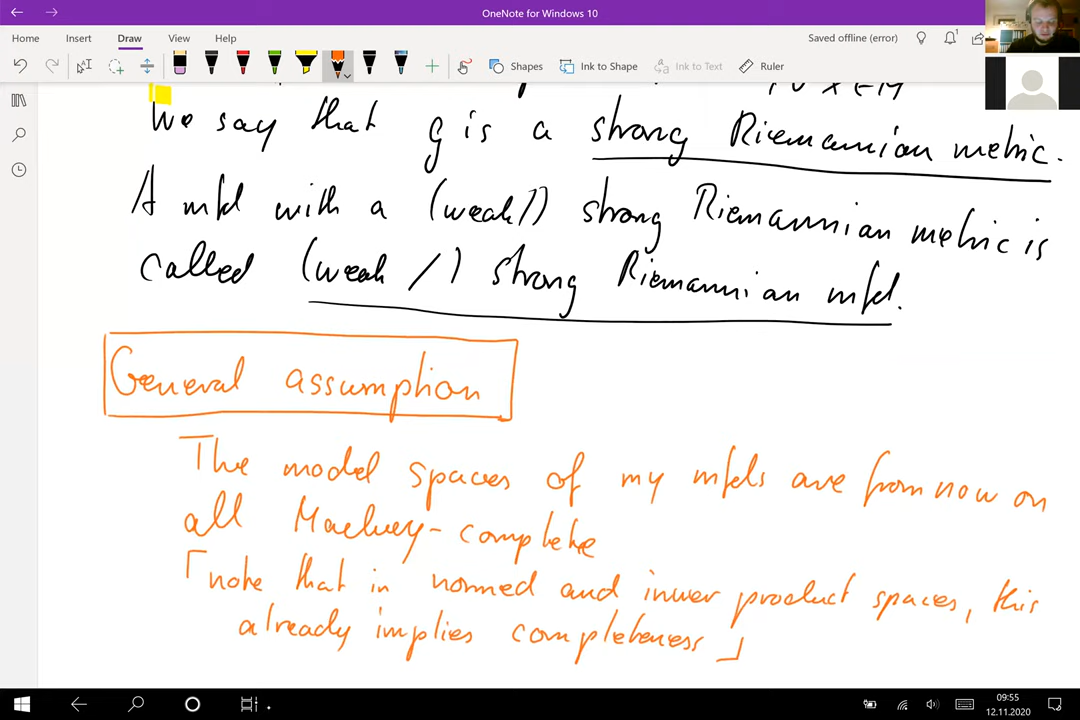 OneNote for Windows 10
Home Insert Draw View Help Saved offline (error)
Shapes Ink to Shape Ink to Text Ruler
We say that g is a strong Riemannian metric.
A mfd with a (weak/) strong Riemannian metric is
called (weak /) strong Riemannian mfd.
General assumption
The model spaces of my mfds are from now on
all Mackey-complete
⌈note that in normed and inner product spaces, this
already implies completeness⌋
09:55
12.11.2020